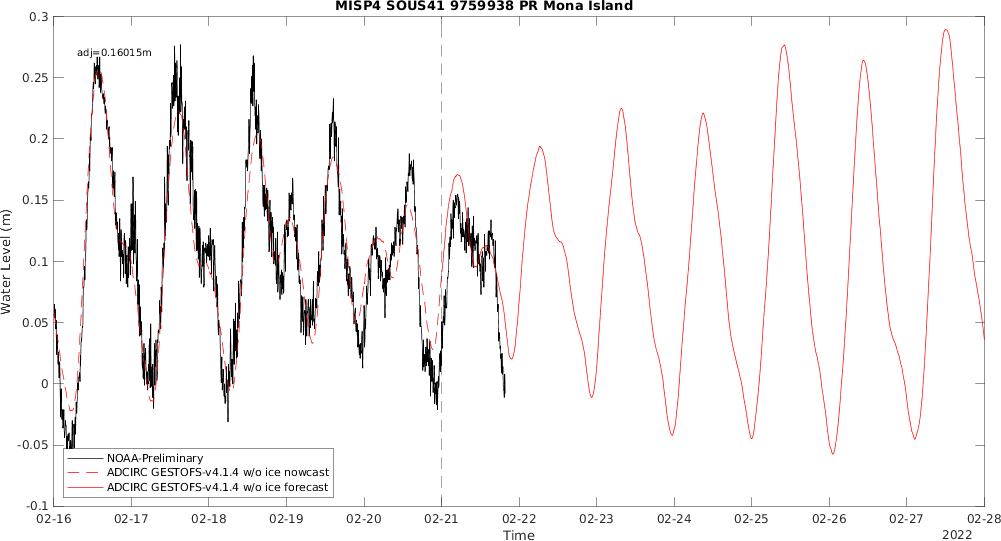 MISP4 SOUS41 9759938 PR Mona Island
adj=0.16015m
0.3
0.25
0.2
0.15
0.1
0.05
0
-0.05
-0.1
Water Level (m)
NOAA-Preliminary
ADCIRC GESTOFS-v4.1.4 w/o ice nowcast
ADCIRC GESTOFS-v4.1.4 w/o ice forecast
02-16 02-17 02-18 02-19 02-20 02-21 02-22 02-23 02-24 02-25 02-26 02-27 02-28
Time
2022